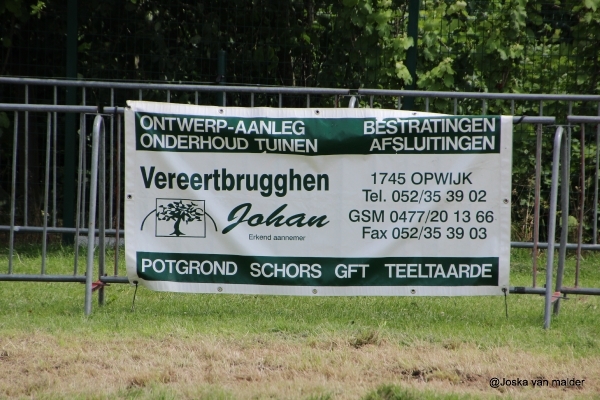 ONTWERP-AANLEG BESTRATINGEN
ONDERHOUD TUINEN AFSLUITINGEN
Vereertbrugghen
Johan
Erkend aannemer
1745 OPWIJK
Tel. 052/35 39 02
GSM 0477/20 13 66
Fax 052/35 39 03
POTGROND SCHORS GFT TEELTAARDE
@Joska van malder